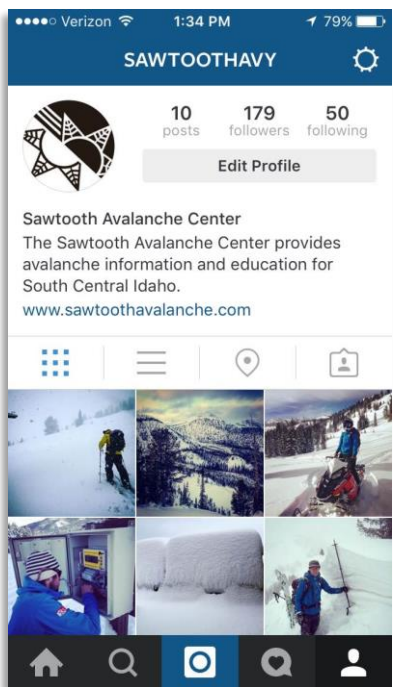 Verizon 1:34 PM 79%
SAWTOOTHAVY
10 179 50
posts followers following
Edit Profile
Sawtooth Avalanche Center
The Sawtooth Avalanche Center provides
avalanche information and education for
South Central Idaho.
www.sawtoothavalanche.com